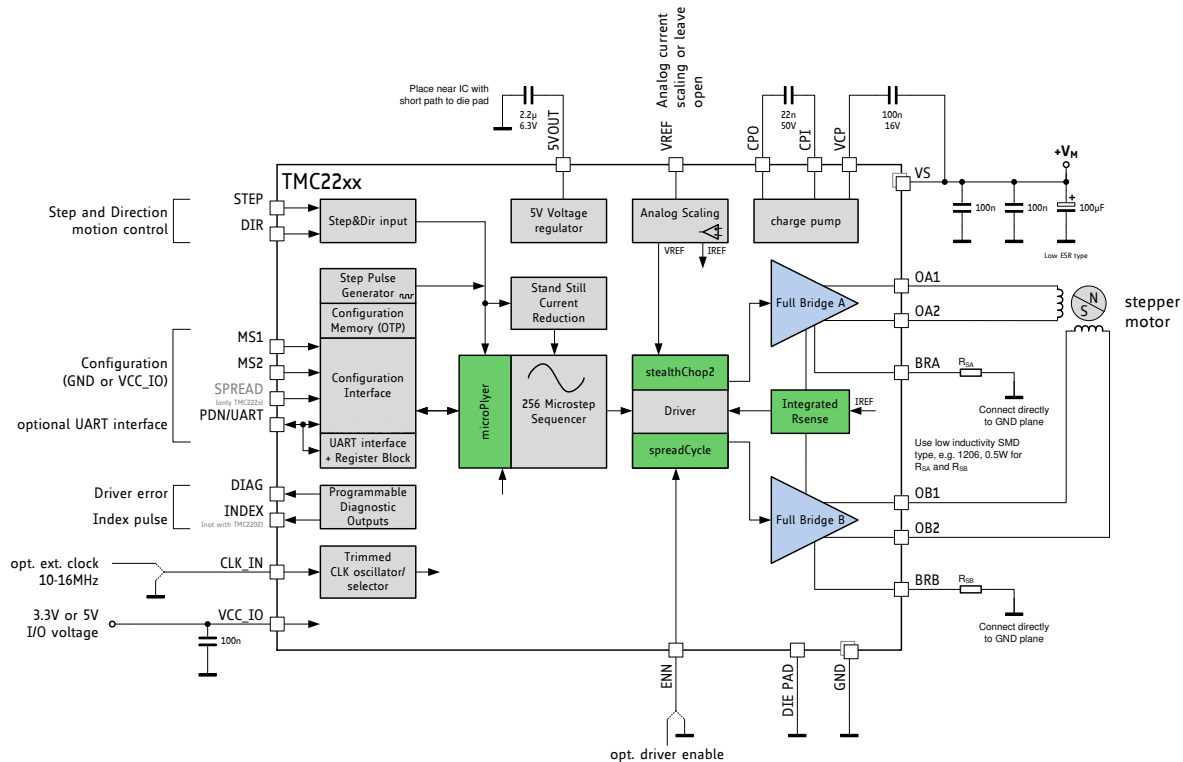 Place near IC with
short path to die pad
2.2µ
6.3V
5VOUT
Analog current
scaling or leave
open
VREF
CPO
22n
50V
CPI
VCP
100n
16V
TMC22xx
VS
+VM
100n
100n
+
100µF
Low ESR type
Step and Direction
motion control
STEP
DIR
Step&Dir input
5V Voltage
regulator
Analog Scaling
VREF
IREF
charge pump
Step Pulse
Generator
Configuration
Memory (OTP)
Stand Still
Current
Reduction
Full Bridge A
OA1
OA2
N
S
stepper
motor
Configuration
(GND or VCC_IO)
optional UART interface
MS1
MS2
SPREAD
(only TMC222x)
PDN/UART
Configuration
Interface
UART interface
+ Register Block
microPlyer
256 Microstep
Sequencer
stealthChop2
Driver
spreadCycle
Integrated
Rsense
IREF
BRA
RSA
Connect directly
to GND plane
Use low inductivity SMD
type, e.g. 1206, 0.5W for
RSA and RSB
Driver error
Index pulse
DIAG
INDEX
(not with TMC2202)
Programmable
Diagnostic
Outputs
Full Bridge B
OB1
OB2
opt. ext. clock
10-16MHz
CLK_IN
Trimmed
CLK oscillator/
selector
BRB
RSB
Connect directly
to GND plane
3.3V or 5V
I/O voltage
VCC_IO
100n
ENN
DIE PAD
GND
opt. driver enable